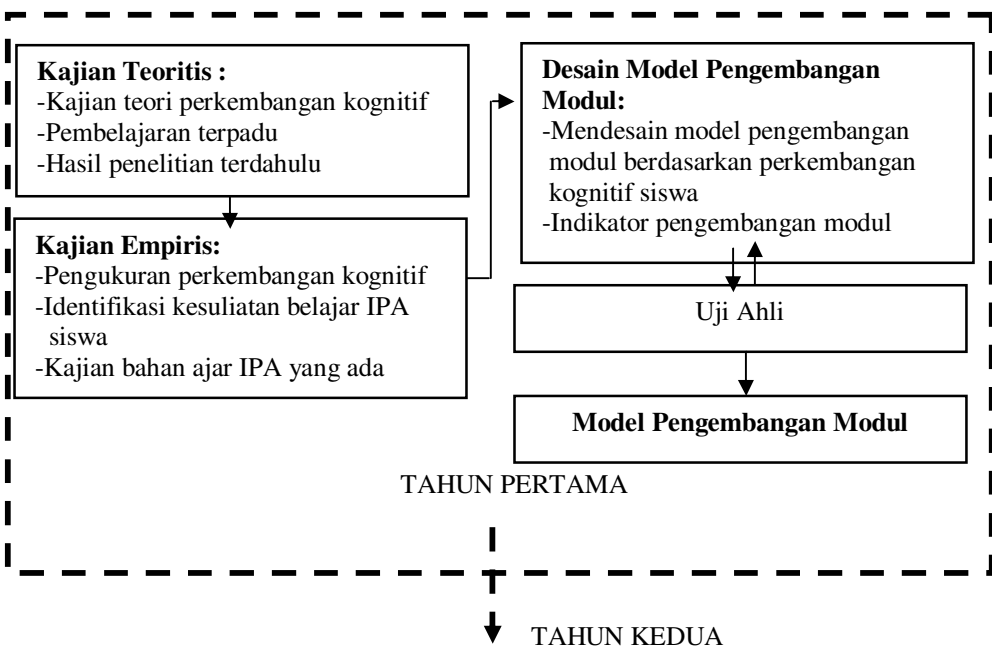 Kajian Teoritis :
-Kajian teori perkembangan kognitif
-Pembelajaran terpadu
-Hasil penelitian terdahulu
Kajian Empiris:
-Pengukuran perkembangan kognitif
-Identifikasi kesuliatan belajar IPA
siswa
-Kajian bahan ajar IPA yang ada
Desain Model Pengembangan
Modul:
-Mendesain model pengembangan
modul berdasarkan perkembangan
kognitif siswa
-Indikator pengembangan modul
Uji Ahli
Model Pengembangan Modul
TAHUN PERTAMA
TAHUN KEDUA